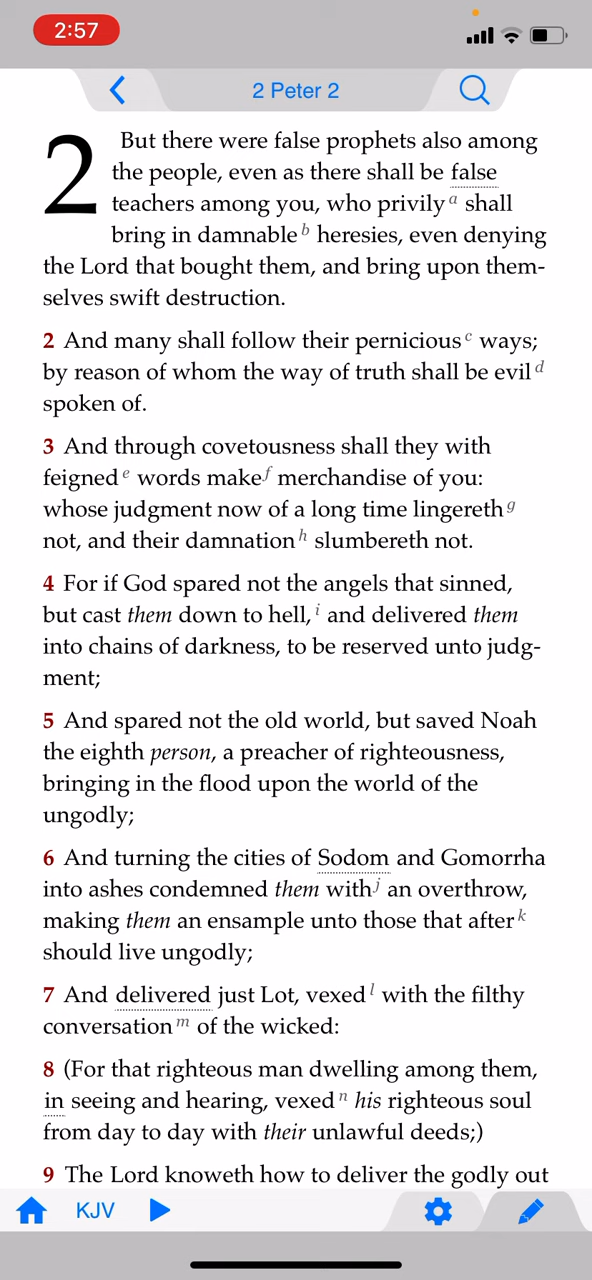 2:57
2 Peter 2
2 But there were false prophets also among
the people, even as there shall be false
teachers among you, who privily a shall
bring in damnable b heresies, even denying
the Lord that bought them, and bring upon them-
selves swift destruction.
2 And many shall follow their pernicious c ways;
by reason of whom the way of truth shall be evil d
spoken of.
3 And through covetousness shall they with
feigned e words make f merchandise of you:
whose judgment now of a long time lingereth g
not, and their damnation h slumbereth not.
4 For if God spared not the angels that sinned,
but cast them down to hell, i and delivered them
into chains of darkness, to be reserved unto judg-
ment;
5 And spared not the old world, but saved Noah
the eighth person, a preacher of righteousness,
bringing in the flood upon the world of the
ungodly;
6 And turning the cities of Sodom and Gomorrha
into ashes condemned them with j an overthrow,
making them an ensample unto those that after k
should live ungodly;
7 And delivered just Lot, vexed l with the filthy
conversation m of the wicked:
8 (For that righteous man dwelling among them,
in seeing and hearing, vexed n his righteous soul
from day to day with their unlawful deeds;)
9 The Lord knoweth how to deliver the godly out
KJV